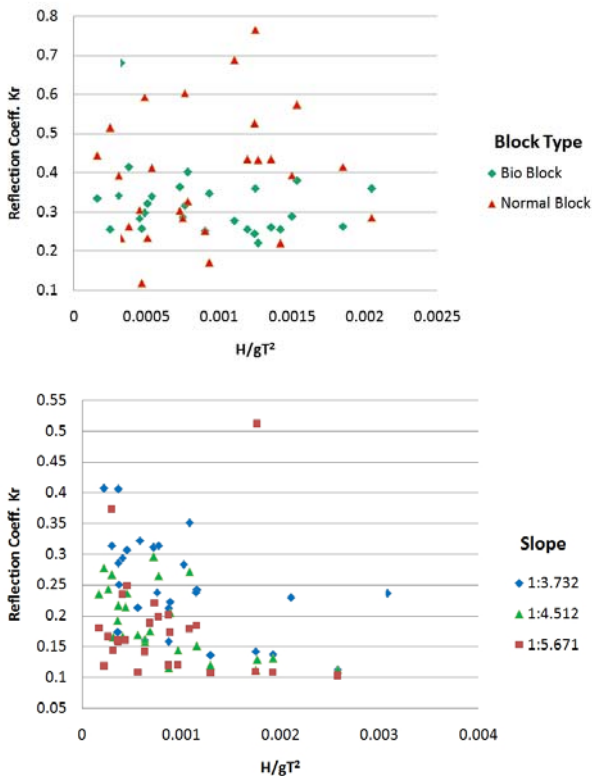 0.8
0.7
0.6
0.5
0.4
0.3
0.2
0.1
Reflection Coeff. Kr
0 0.0005 0.001 0.0015 0.002 0.0025
H/gT²
Block Type
Bio Block
Normal Block
0.55
0.5
0.45
0.4
0.35
0.3
0.25
0.2
0.15
0.1
0.05
Reflection Coeff. Kr
0 0.001 0.002 0.003 0.004
H/gT²
Slope
1:3.732
1:4.512
1:5.671